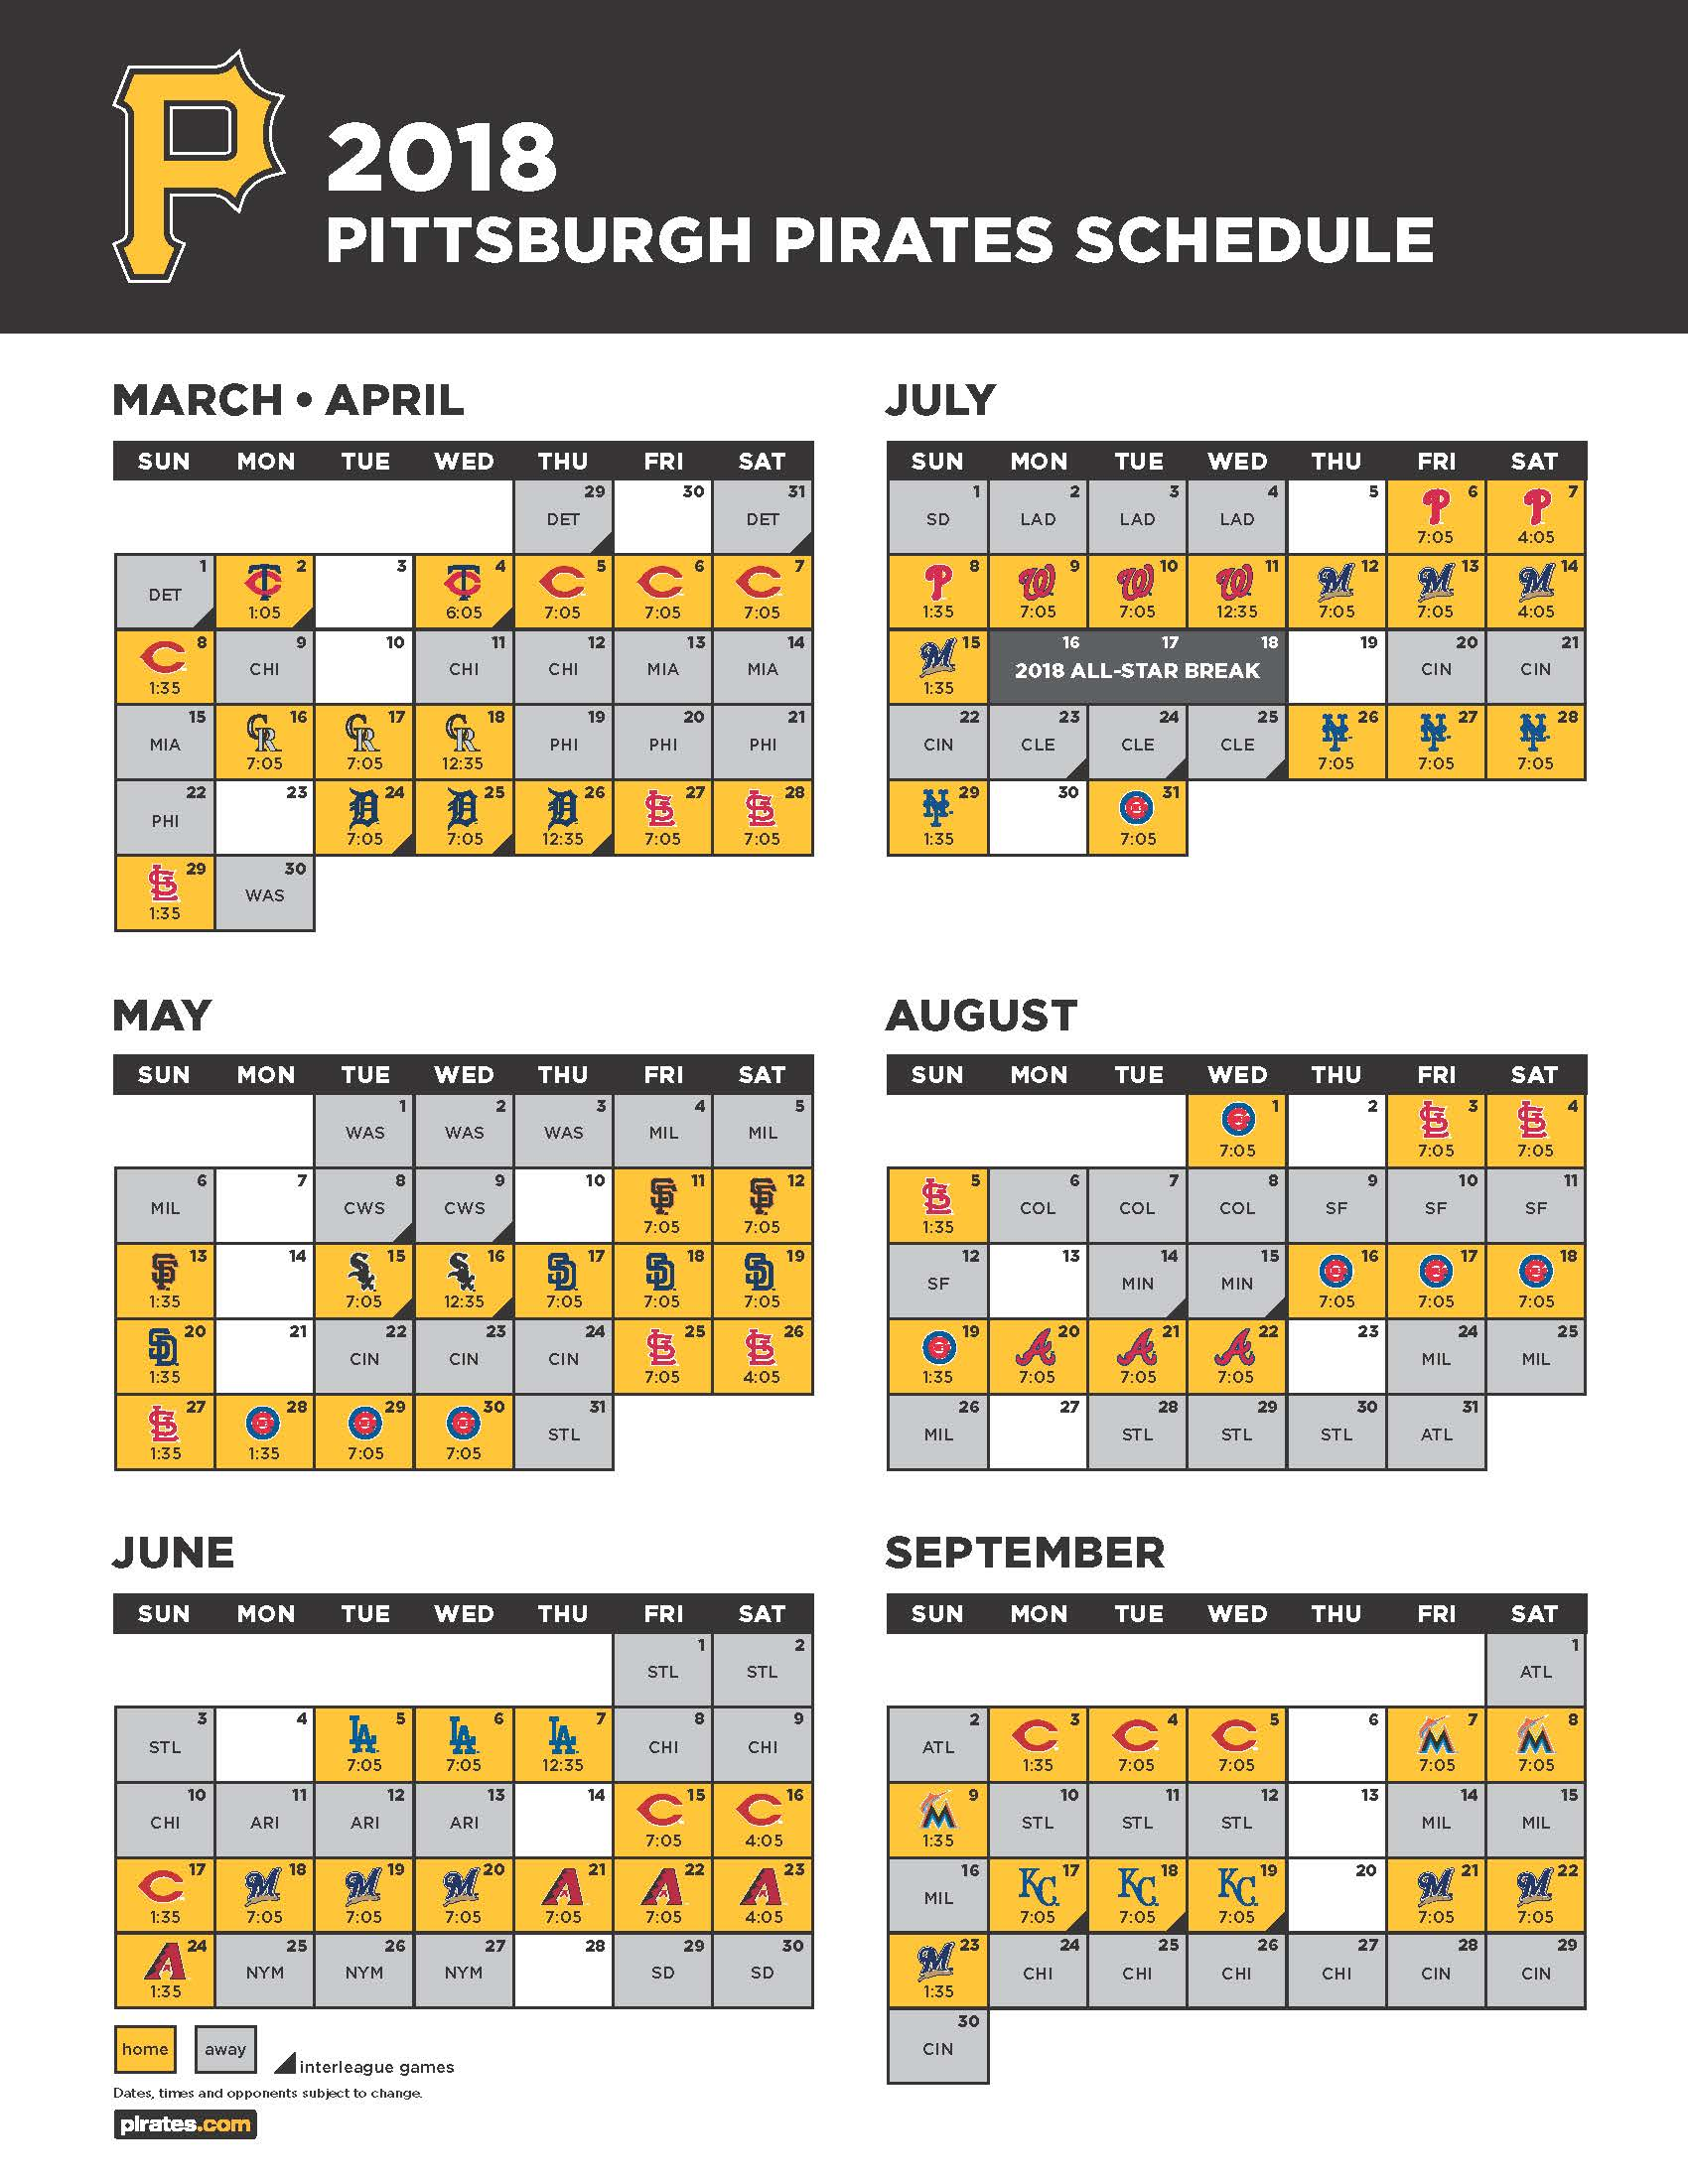 P
2018
PITTSBURGH PIRATES SCHEDULE
MARCH • APRIL
SUN MON TUE WED THU FRI SAT
29 30 31
DET DET
1 2 3 4 5 6 7
DET 1:05 6:05 7:05 7:05 7:05
8 9 10 11 12 13 14
1:35 CHI CHI CHI MIA MIA
15 16 17 18 19 20 21
MIA 7:05 7:05 12:35 PHI PHI PHI
22 23 24 25 26 27 28
PHI 7:05 7:05 12:35 7:05 7:05
29 30
1:35 WAS
MAY
SUN MON TUE WED THU FRI SAT
1 2 3 4 5
WAS WAS WAS MIL MIL
6 7 8 9 10 11 12
MIL CWS CWS 7:05 7:05
13 14 15 16 17 18 19
1:35 7:05 12:35 7:05 7:05 7:05
20 21 22 23 24 25 26
1:35 CIN CIN CIN 7:05 4:05
27 28 29 30 31
1:35 1:35 7:05 7:05 STL
JUNE
SUN MON TUE WED THU FRI SAT
1 2
STL STL
3 4 5 6 7 8 9
STL 7:05 7:05 12:35 CHI CHI
10 11 12 13 14 15 16
CHI ARI ARI ARI 7:05 4:05
17 18 19 20 21 22 23
1:35 7:05 7:05 7:05 7:05 7:05 4:05
24 25 26 27 28 29 30
1:35 NYM NYM NYM SD SD
home away interleague games
Dates, times and opponents subject to change.
pirates.com
JULY
SUN MON TUE WED THU FRI SAT
1 2 3 4 5 6 7
SD LAD LAD LAD 7:05 4:05
8 9 10 11 12 13 14
1:35 7:05 7:05 12:35 7:05 7:05 4:05
15 16 17 18 19 20 21
1:35 2018 ALL-STAR BREAK CIN CIN
22 23 24 25 26 27 28
CIN CLE CLE CLE 7:05 7:05 7:05
29 30 31
1:35 7:05
AUGUST
SUN MON TUE WED THU FRI SAT
1 2 3 4
7:05 7:05 7:05
5 6 7 8 9 10 11
1:35 COL COL COL SF SF SF
12 13 14 15 16 17 18
SF MIN MIN 7:05 7:05 7:05
19 20 21 22 23 24 25
1:35 7:05 7:05 7:05 MIL MIL
26 27 28 29 30 31
MIL STL STL STL ATL
SEPTEMBER
SUN MON TUE WED THU FRI SAT
1
ATL
2 3 4 5 6 7 8
ATL 1:35 7:05 7:05 7:05 7:05
9 10 11 12 13 14 15
1:35 STL STL STL MIL MIL
16 17 18 19 20 21 22
MIL 7:05 7:05 7:05 7:05 7:05
23 24 25 26 27 28 29
1:35 CHI CHI CHI CHI CIN CIN
30
CIN